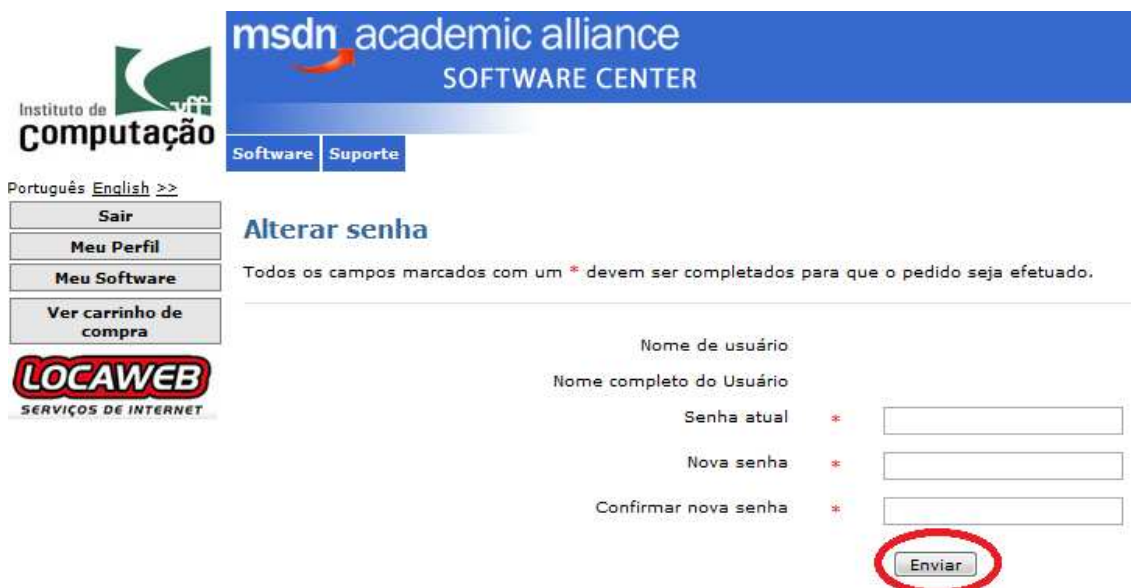 msdn academic alliance
SOFTWARE CENTER
Instituto de uff
computação
Software Suporte
Português English >>
Sair
Meu Perfil
Meu Software
Ver carrinho de
compra
LOCAWEB
SERVIÇOS DE INTERNET
Alterar senha
Todos os campos marcados com um * devem ser completados para que o pedido seja efetuado.
Nome de usuário
Nome completo do Usuário
Senha atual *
Nova senha *
Confirmar nova senha *
Enviar